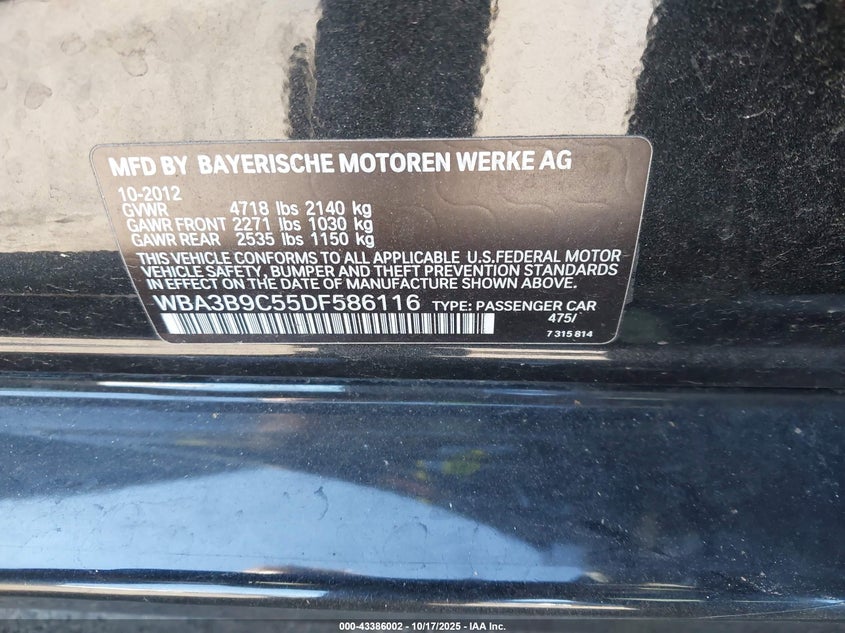 MFD BY BAYERISCHE MOTOREN WERKE AG
10-2012
GVWR 4718 lbs 2140 kg
GAWR FRONT 2271 lbs 1030 kg
GAWR REAR 2535 lbs 1150 kg
THIS VEHICLE CONFORMS TO ALL APPLICABLE U.S.FEDERAL MOTOR
VEHICLE SAFETY, BUMPER AND THEFT PREVENTION STANDARDS
IN EFFECT ON THE DATE OF MANUFACTURE SHOWN ABOVE.
WBA3B9C55DF586116 TYPE: PASSENGER CAR
475/
7 315 814
000-43386002 | 10/17/2025 - IAA Inc.